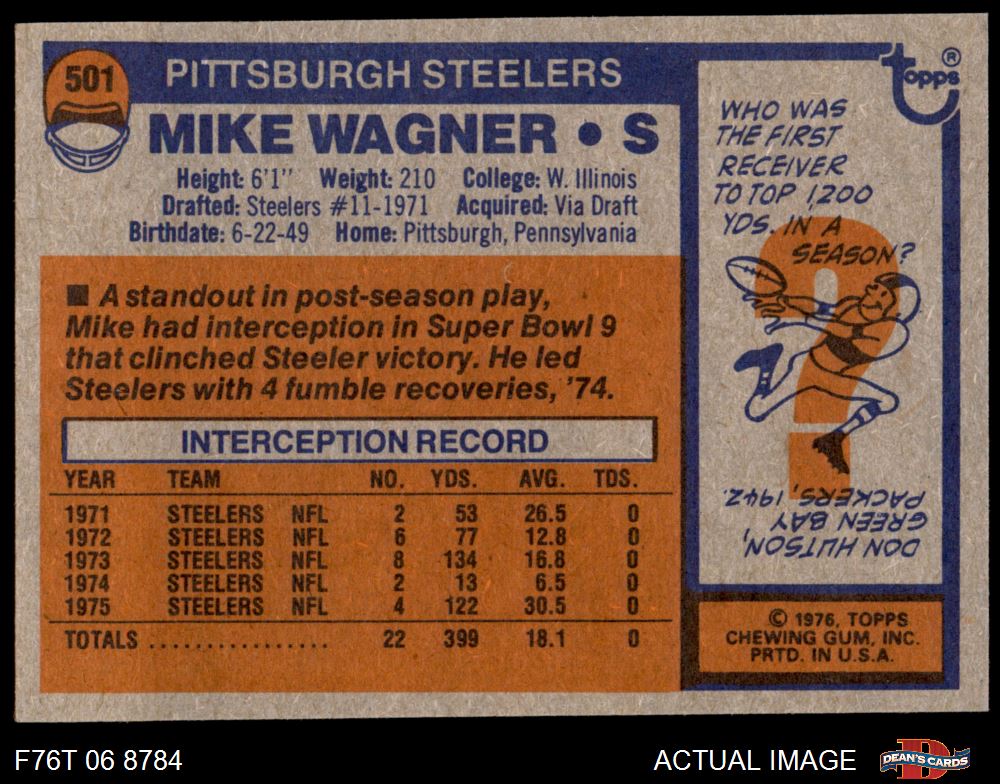 501
PITTSBURGH STEELERS
MIKE WAGNER • S
Height: 6'1" Weight: 210 College: W. Illinois
Drafted: Steelers #11-1971 Acquired: Via Draft
Birthdate: 6-22-49 Home: Pittsburgh, Pennsylvania
■ A standout in post-season play,
Mike had interception in Super Bowl 9
that clinched Steeler victory. He led
Steelers with 4 fumble recoveries, '74.
INTERCEPTION RECORD
YEAR TEAM NO. YDS. AVG. TDS.
1971 STEELERS NFL 2 53 26.5 0
1972 STEELERS NFL 6 77 12.8 0
1973 STEELERS NFL 8 134 16.8 0
1974 STEELERS NFL 2 13 6.5 0
1975 STEELERS NFL 4 122 30.5 0
TOTALS ................ 22 399 18.1 0
topps ®
WHO WAS
THE FIRST
RECEIVER
TO TOP 1,200
YDS. IN A
SEASON?
?
DON HUTSON,
GREEN BAY
PACKERS, 1942.
© 1976, TOPPS
CHEWING GUM, INC.
PRTD. IN U.S.A.
F76T 06 8784
ACTUAL IMAGE
D
DEAN'S CARDS